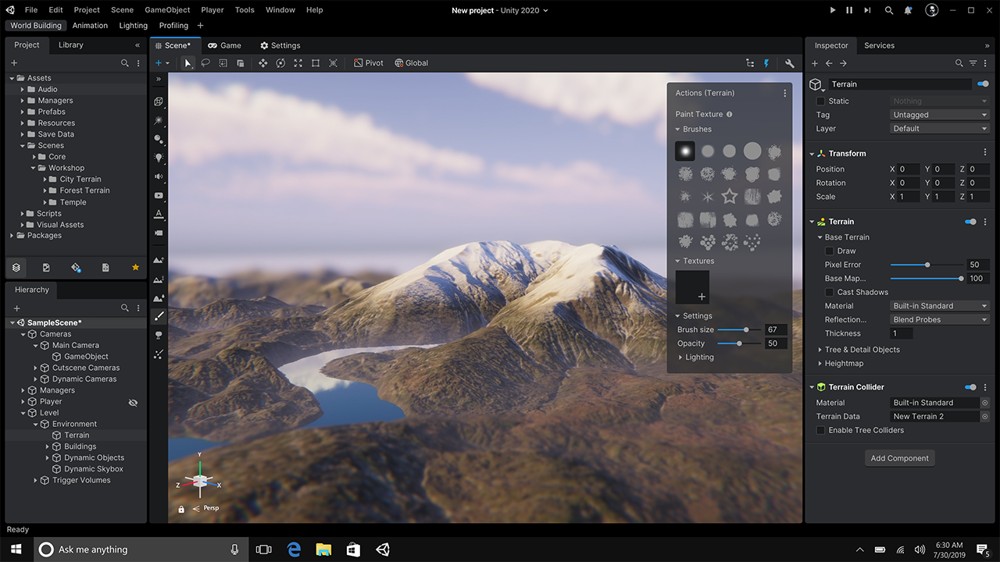 File Edit Project Scene GameObject Player Tools Window Help
New project - Unity 2020
World Building Animation Lighting Profiling
Project Library
Assets
Audio
Managers
Prefabs
Resources
Save Data
Scenes
Core
Workshop
City Terrain
Forest Terrain
Temple
Scripts
Visual Assets
Packages
Hierarchy
SampleScene*
Cameras
Main Camera
GameObject
Cutscene Cameras
Dynamic Cameras
Managers
Player
Level
Environment
Terrain
Buildings
Dynamic Objects
Dynamic Skybox
Trigger Volumes
Scene* Game Settings
Pivot Global
Actions (Terrain)
Paint Texture
Brushes
Textures
Settings
Brush size 67
Opacity 50
Lighting
Y
Z X
Persp
Inspector Services
Terrain
Static Nothing
Tag Untagged
Layer Default
Transform
Position X 0 Y 0 Z 0
Rotation X 0 Y 0 Z 0
Scale X 1 Y 1 Z 1
Terrain
Base Terrain
Draw
Pixel Error 50
Base Map... 100
Cast Shadows
Material Built-in Standard
Reflection... Blend Probes
Thickness 1
Tree & Detail Objects
Heightmap
Terrain Collider
Material Built-in Standard
Terrain Data New Terrain 2
Enable Tree Colliders
Add Component
Ready
Ask me anything
6:30 AM
7/30/2019
5